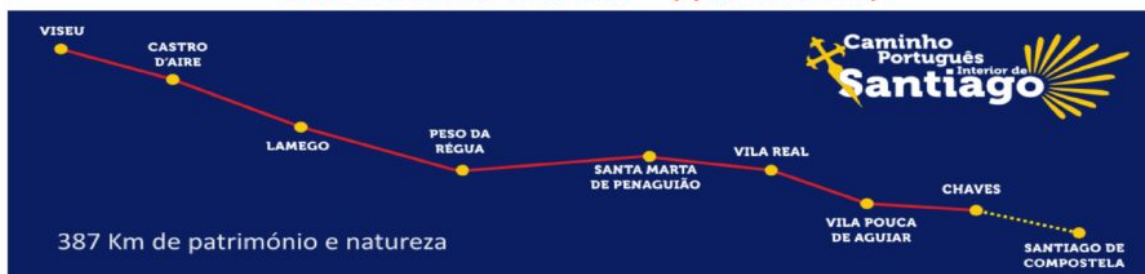 VISEU
CASTRO
D'AIRE
LAMEGO
PESO DA
RÉGUA
SANTA MARTA
DE PENAGUIÃO
VILA REAL
VILA POUCA
DE AGUIAR
CHAVES
SANTIAGO DE
COMPOSTELA
Caminho
Português
Interior de
Santiago
387 Km de património e natureza